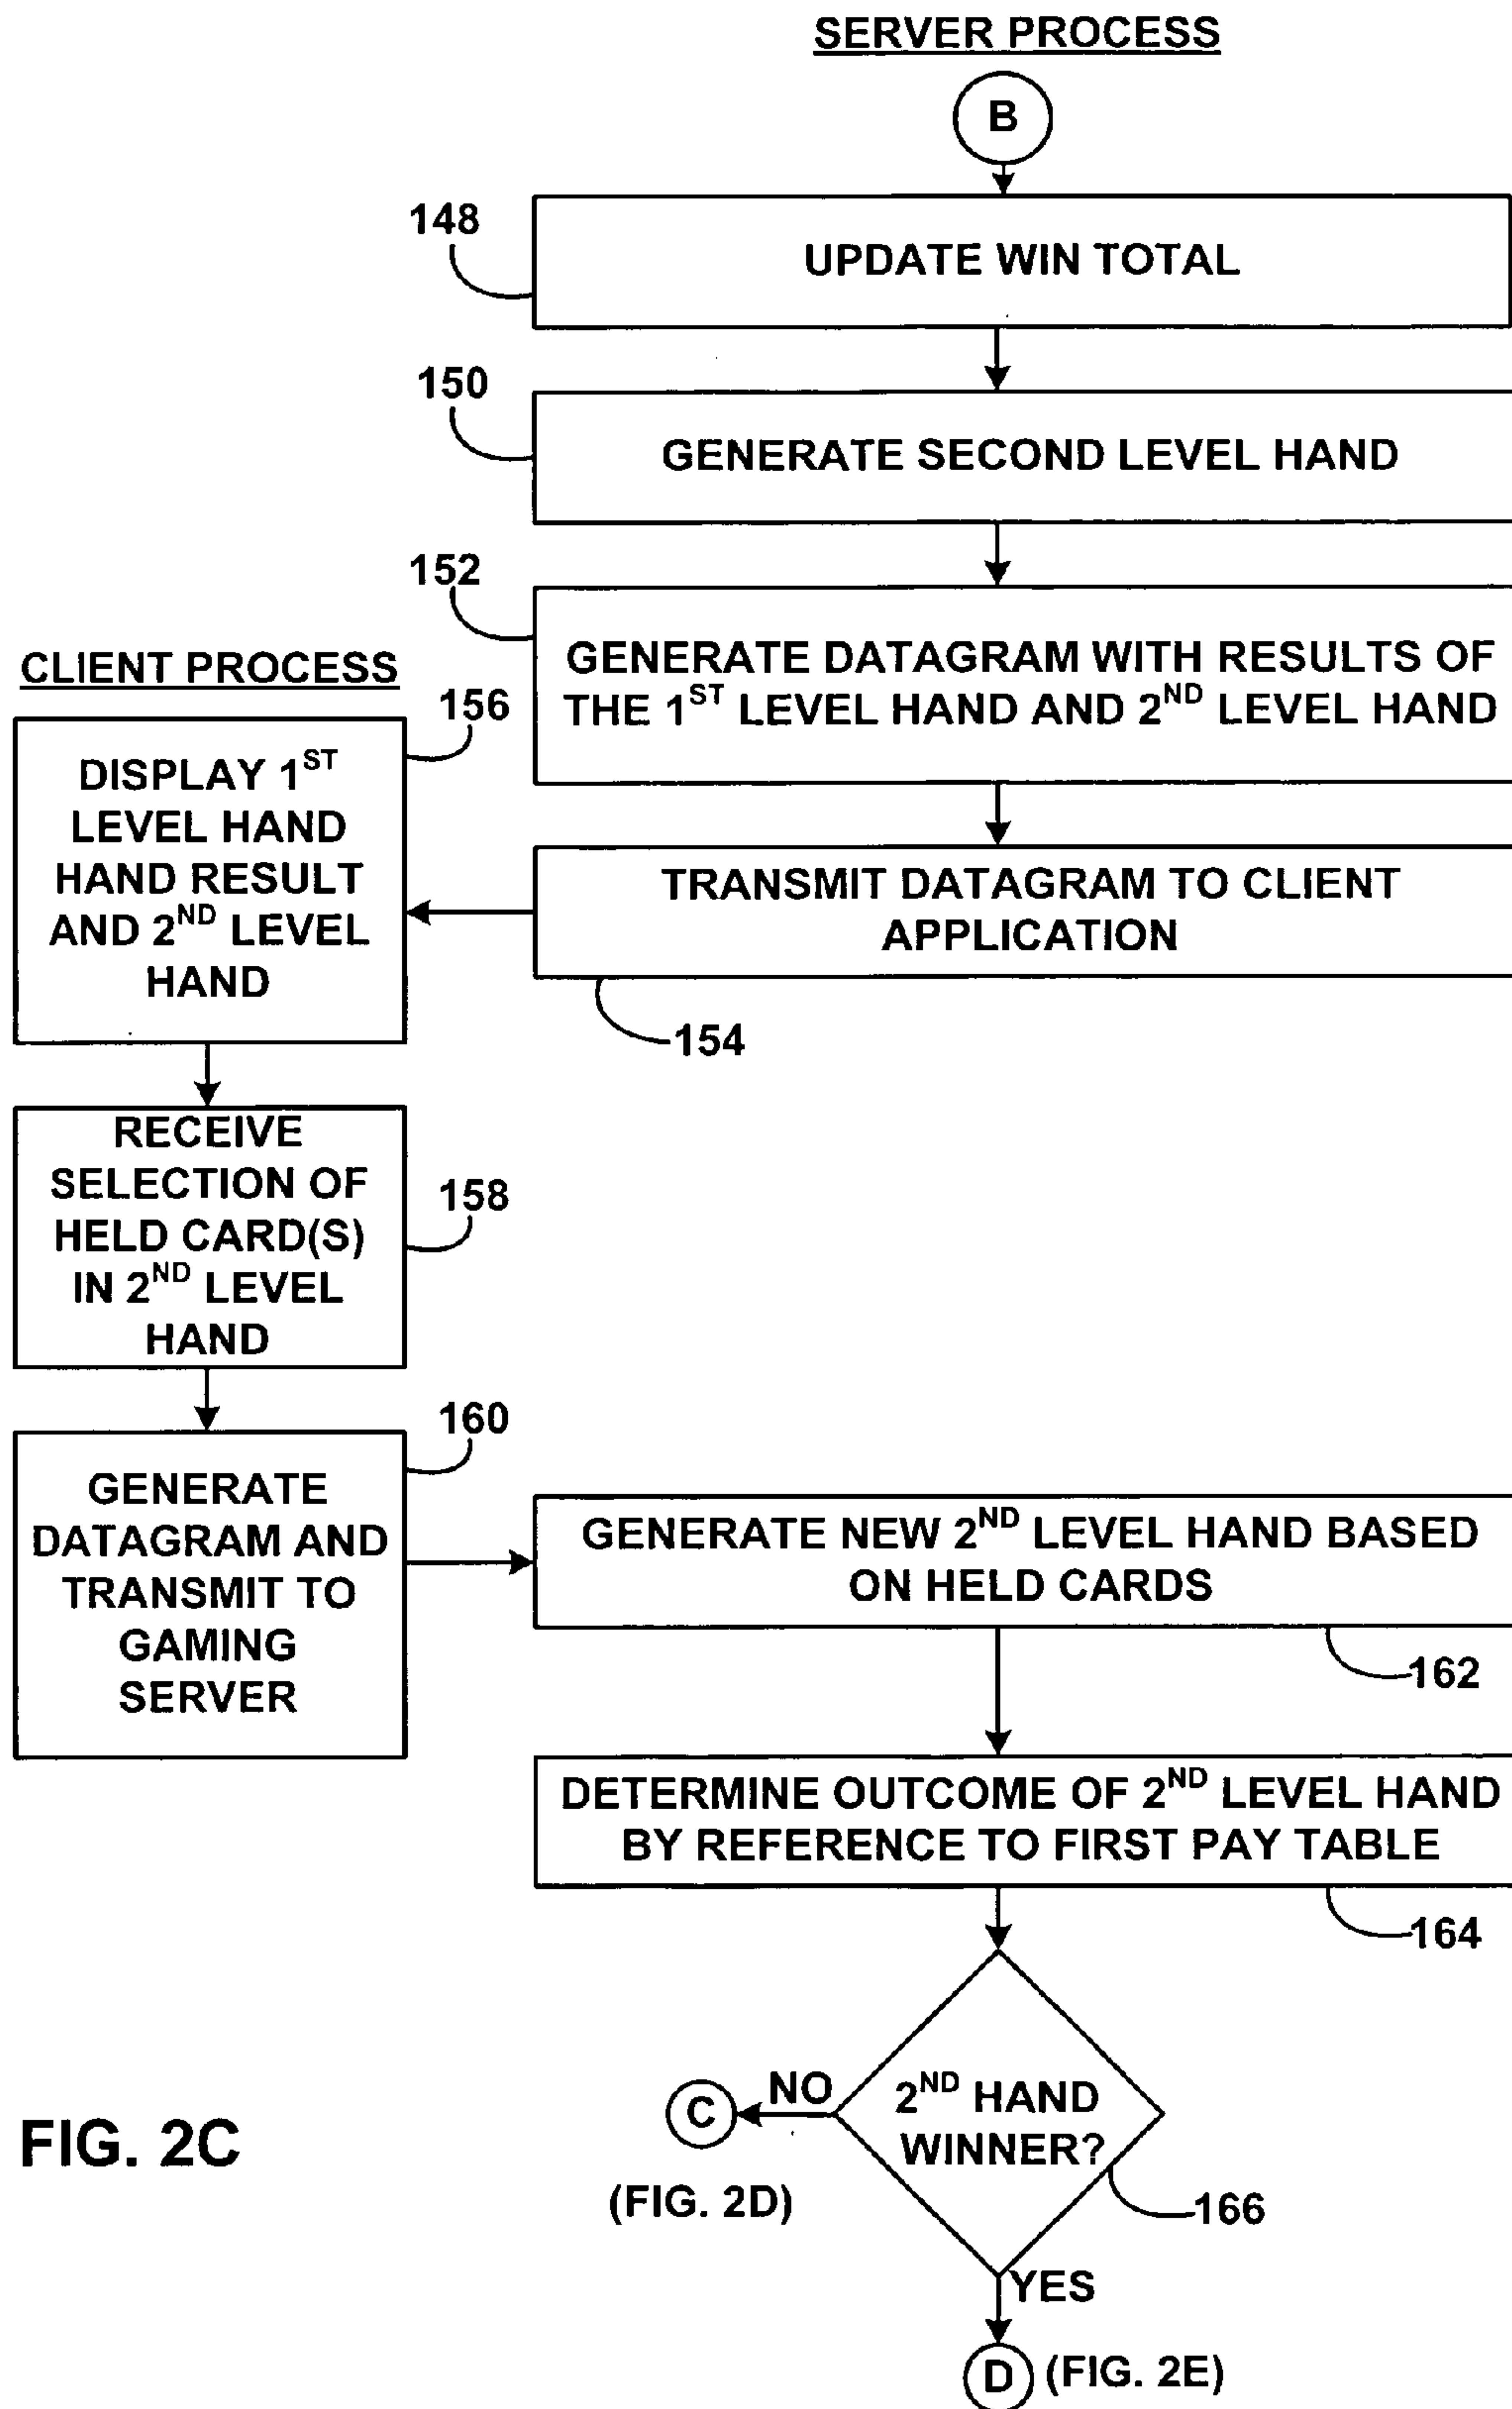 SERVER PROCESS
B
148
UPDATE WIN TOTAL
150
GENERATE SECOND LEVEL HAND
152
GENERATE DATAGRAM WITH RESULTS OF
THE 1ST LEVEL HAND AND 2ND LEVEL HAND
CLIENT PROCESS
156
DISPLAY 1ST
LEVEL HAND
HAND RESULT
AND 2ND LEVEL
HAND
TRANSMIT DATAGRAM TO CLIENT
APPLICATION
154
RECEIVE
SELECTION OF
HELD CARD(S)
IN 2ND LEVEL
HAND
158
160
GENERATE
DATAGRAM AND
TRANSMIT TO
GAMING
SERVER
GENERATE NEW 2ND LEVEL HAND BASED
ON HELD CARDS
162
DETERMINE OUTCOME OF 2ND LEVEL HAND
BY REFERENCE TO FIRST PAY TABLE
164
2ND HAND
WINNER?
NO
C
(FIG. 2D)
166
YES
D
(FIG. 2E)
FIG. 2C